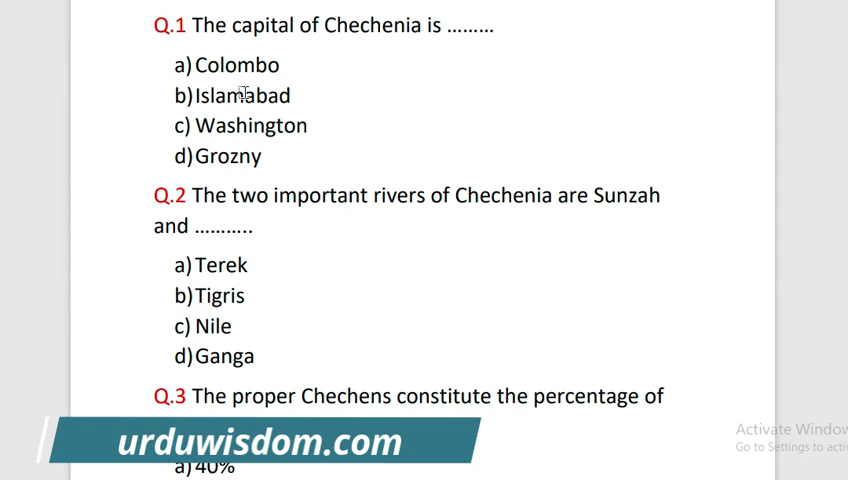 Q.1 The capital of Chechenia is .........
a) Colombo
b) Islamabad
c) Washington
d) Grozny
Q.2 The two important rivers of Chechenia are Sunzah
and ...........
a) Terek
b) Tigris
c) Nile
d) Ganga
Q.3 The proper Chechens constitute the percentage of
urduwisdom.com
a) 40%
Activate Window
Go to Settings to activ